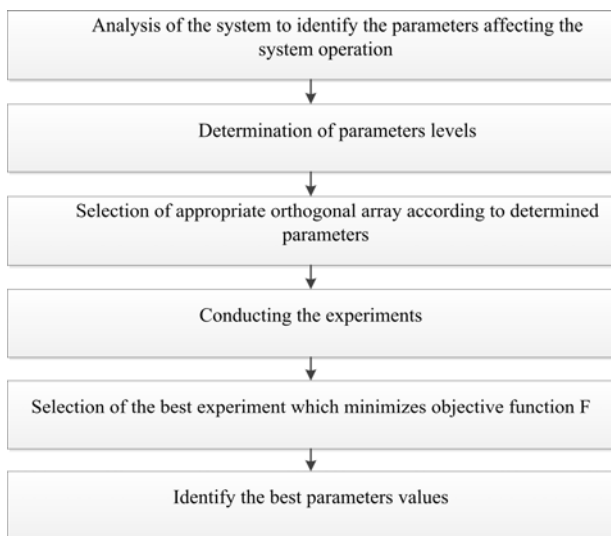 Analysis of the system to identify the parameters affecting the
system operation
Determination of parameters levels
Selection of appropriate orthogonal array according to determined
parameters
Conducting the experiments
Selection of the best experiment which minimizes objective function F
Identify the best parameters values